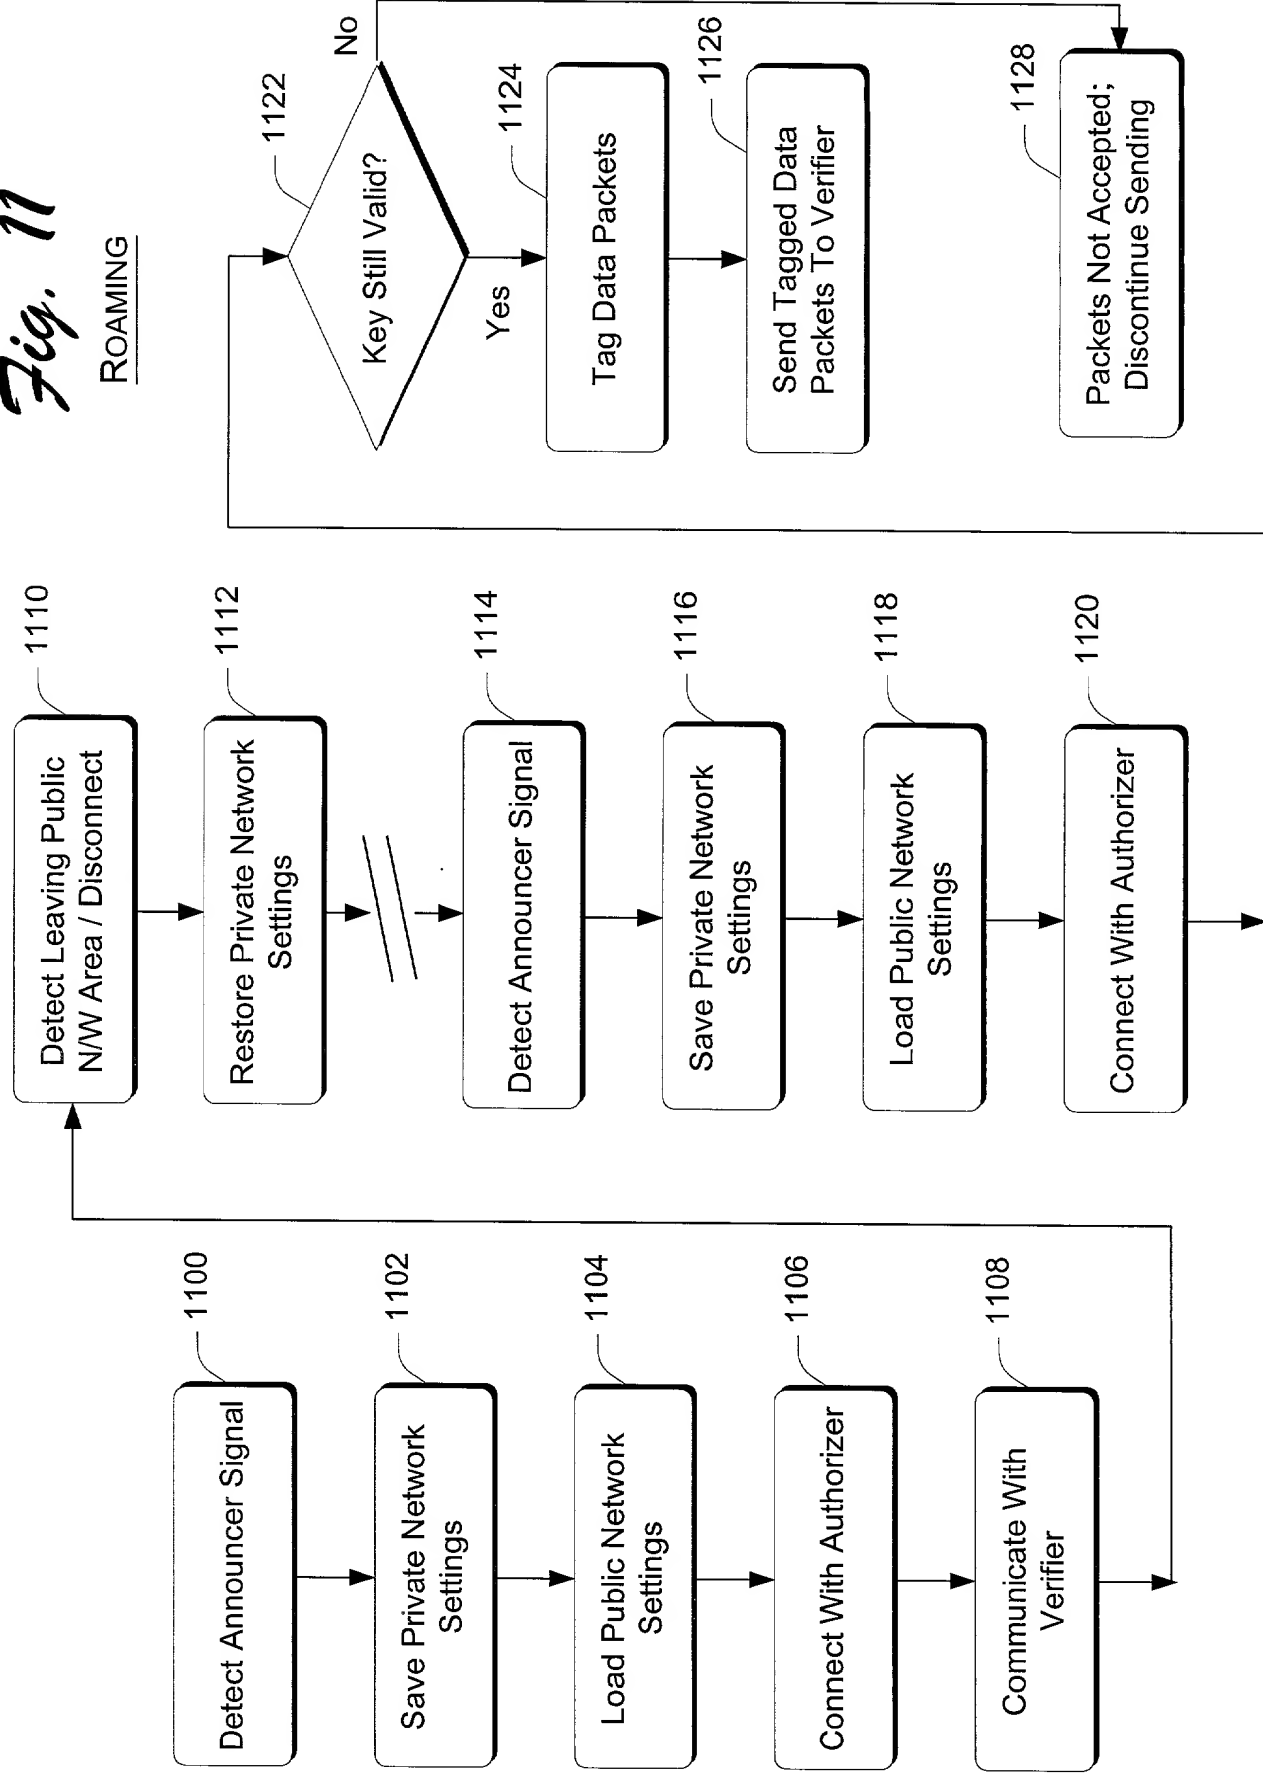 Fig. 11
ROAMING
1100
Detect Announcer Signal
1102
Save Private Network
Settings
1104
Load Public Network
Settings
1106
Connect With Authorizer
1108
Communicate With
Verifier
1110
Detect Leaving Public
N/W Area / Disconnect
1112
Restore Private Network
Settings
1114
Detect Announcer Signal
1116
Save Private Network
Settings
1118
Load Public Network
Settings
1120
Connect With Authorizer
1122
Key Still Valid?
No
Yes
1124
Tag Data Packets
1126
Send Tagged Data
Packets To Verifier
1128
Packets Not Accepted;
Discontinue Sending